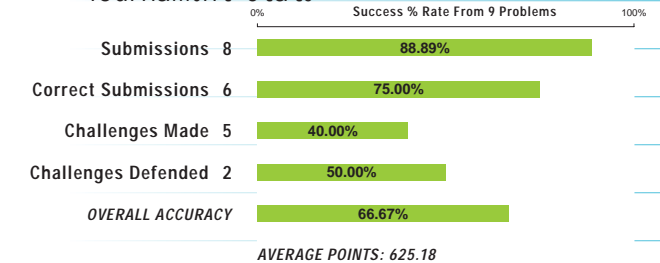 0% Success % Rate From 9 Problems 100%
Submissions 8 88.89%
Correct Submissions 6 75.00%
Challenges Made 5 40.00%
Challenges Defended 2 50.00%
OVERALL ACCURACY 66.67%
AVERAGE POINTS: 625.18